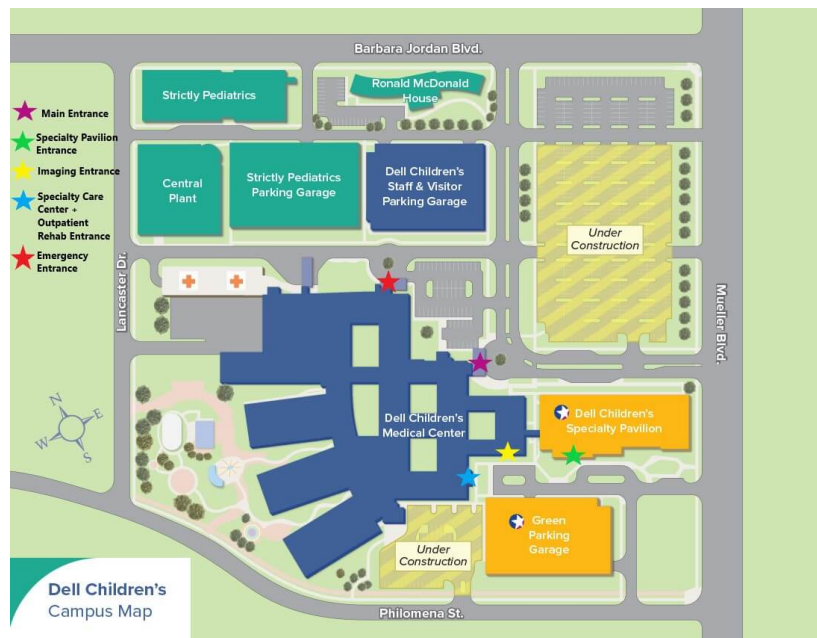 Barbara Jordan Blvd.
Strictly Pediatrics
Ronald McDonald
House
Main Entrance
Specialty Pavilion
Entrance
Imaging Entrance
Specialty Care
Center +
Outpatient
Rehab Entrance
Emergency
Entrance
Central
Plant
Strictly Pediatrics
Parking Garage
Dell Children's
Staff & Visitor
Parking Garage
Under
Construction
Lancaster Dr.
Mueller Blvd.
N
E
W
S
Dell Children's
Medical Center
Dell Children's
Specialty Pavilion
Green
Parking
Garage
Under
Construction
Dell Children's
Campus Map
Philomena St.